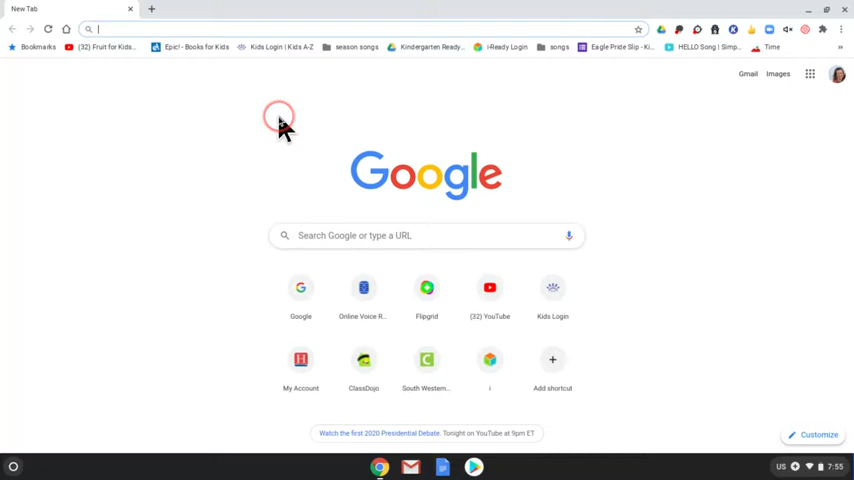 New Tab
Bookmarks (32) Fruit for Kids... Epic! - Books for Kids Kids Login | Kids A-Z season songs Kindergarten Ready... i-Ready Login songs Eagle Pride Slip - Ki... HELLO Song | Simp... Time »
Gmail Images
Google
Search Google or type a URL
Google Online Voice R... Flipgrid (32) YouTube Kids Login
My Account ClassDojo South Western... i Add shortcut
Watch the first 2020 Presidential Debate. Tonight on YouTube at 9pm ET
Customize
US 7:55